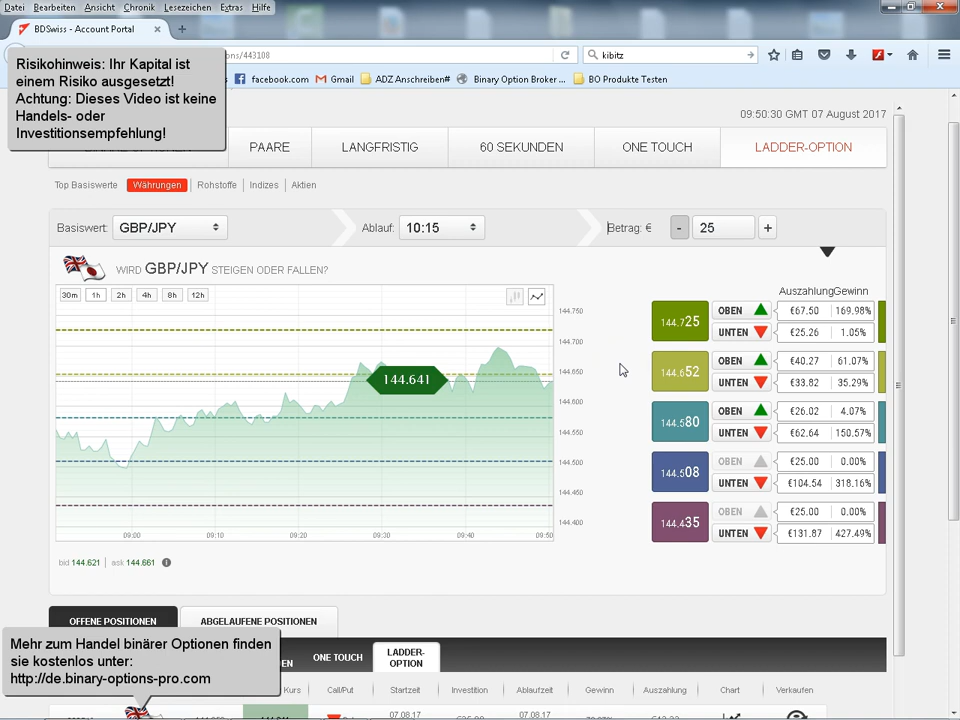 Datei Bearbeiten Ansicht Chronik Lesezeichen Extras Hilfe
BDSwiss - Account Portal
ons/443108
kibitz
Risikohinweis: Ihr Kapital ist
einem Risiko ausgesetzt!
Achtung: Dieses Video ist keine
Handels- oder
Investitionsempfehlung!
facebook.com Gmail ADZ Anschreiben# Binary Option Broker ... BO Produkte Testen
09:50:30 GMT 07 August 2017
PAARE LANGFRISTIG 60 SEKUNDEN ONE TOUCH LADDER-OPTION
Top Basiswerte Währungen Rohstoffe Indizes Aktien
Basiswert: GBP/JPY Ablauf: 10:15 Betrag: € - 25 +
WIRD GBP/JPY STEIGEN ODER FALLEN?
30m 1h 2h 4h 8h 12h
Auszahlung Gewinn
144.725 OBEN €67.50 169.98%
UNTEN €25.26 1.05%
144.652 OBEN €40.27 61.07%
UNTEN €33.82 35.29%
144.580 OBEN €26.02 4.07%
UNTEN €62.64 150.57%
144.508 OBEN €25.00 0.00%
UNTEN €104.54 318.16%
144.435 OBEN €25.00 0.00%
UNTEN €131.87 427.49%
144.750
144.700
144.650
144.600
144.550
144.500
144.450
144.400
144.641
09:00 09:10 09:20 09:30 09:40 09:50
bid 144.621 ask 144.661
OFFENE POSITIONEN ABGELAUFENE POSITIONEN
Mehr zum Handel binärer Optionen finden
sie kostenlos unter:
http://de.binary-options-pro.com
EN ONE TOUCH LADDER-
OPTION
Kurs Call/Put Startzeit Investition Ablaufzeit Gewinn Auszahlung Chart Verkaufen
07.08.17 07.08.17